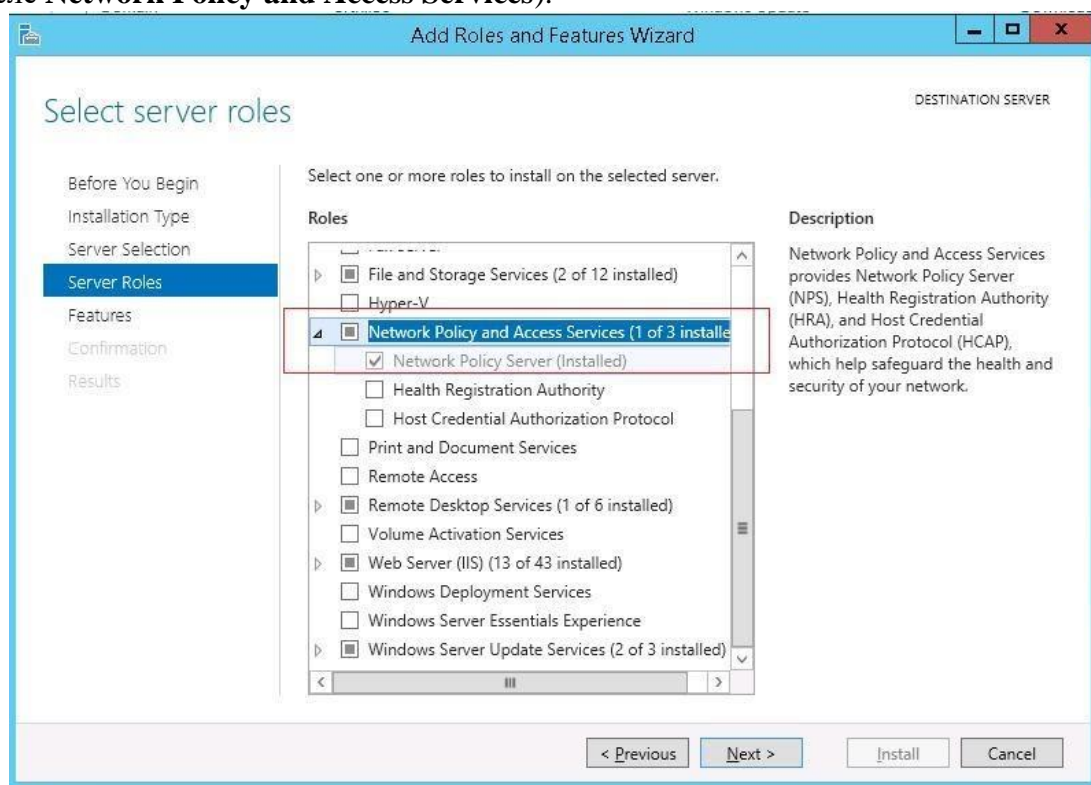 Network Policy and Access Services).
Add Roles and Features Wizard
Select server roles
DESTINATION SERVER
Before You Begin
Installation Type
Server Selection
Server Roles
Features
Confirmation
Results
Select one or more roles to install on the selected server.
Roles
File and Storage Services (2 of 12 installed)
Hyper-V
Network Policy and Access Services (1 of 3 installe
Network Policy Server (Installed)
Health Registration Authority
Host Credential Authorization Protocol
Print and Document Services
Remote Access
Remote Desktop Services (1 of 6 installed)
Volume Activation Services
Web Server (IIS) (13 of 43 installed)
Windows Deployment Services
Windows Server Essentials Experience
Windows Server Update Services (2 of 3 installed)
Description
Network Policy and Access Services
provides Network Policy Server
(NPS), Health Registration Authority
(HRA), and Host Credential
Authorization Protocol (HCAP),
which help safeguard the health and
security of your network.
< Previous
Next >
Install
Cancel